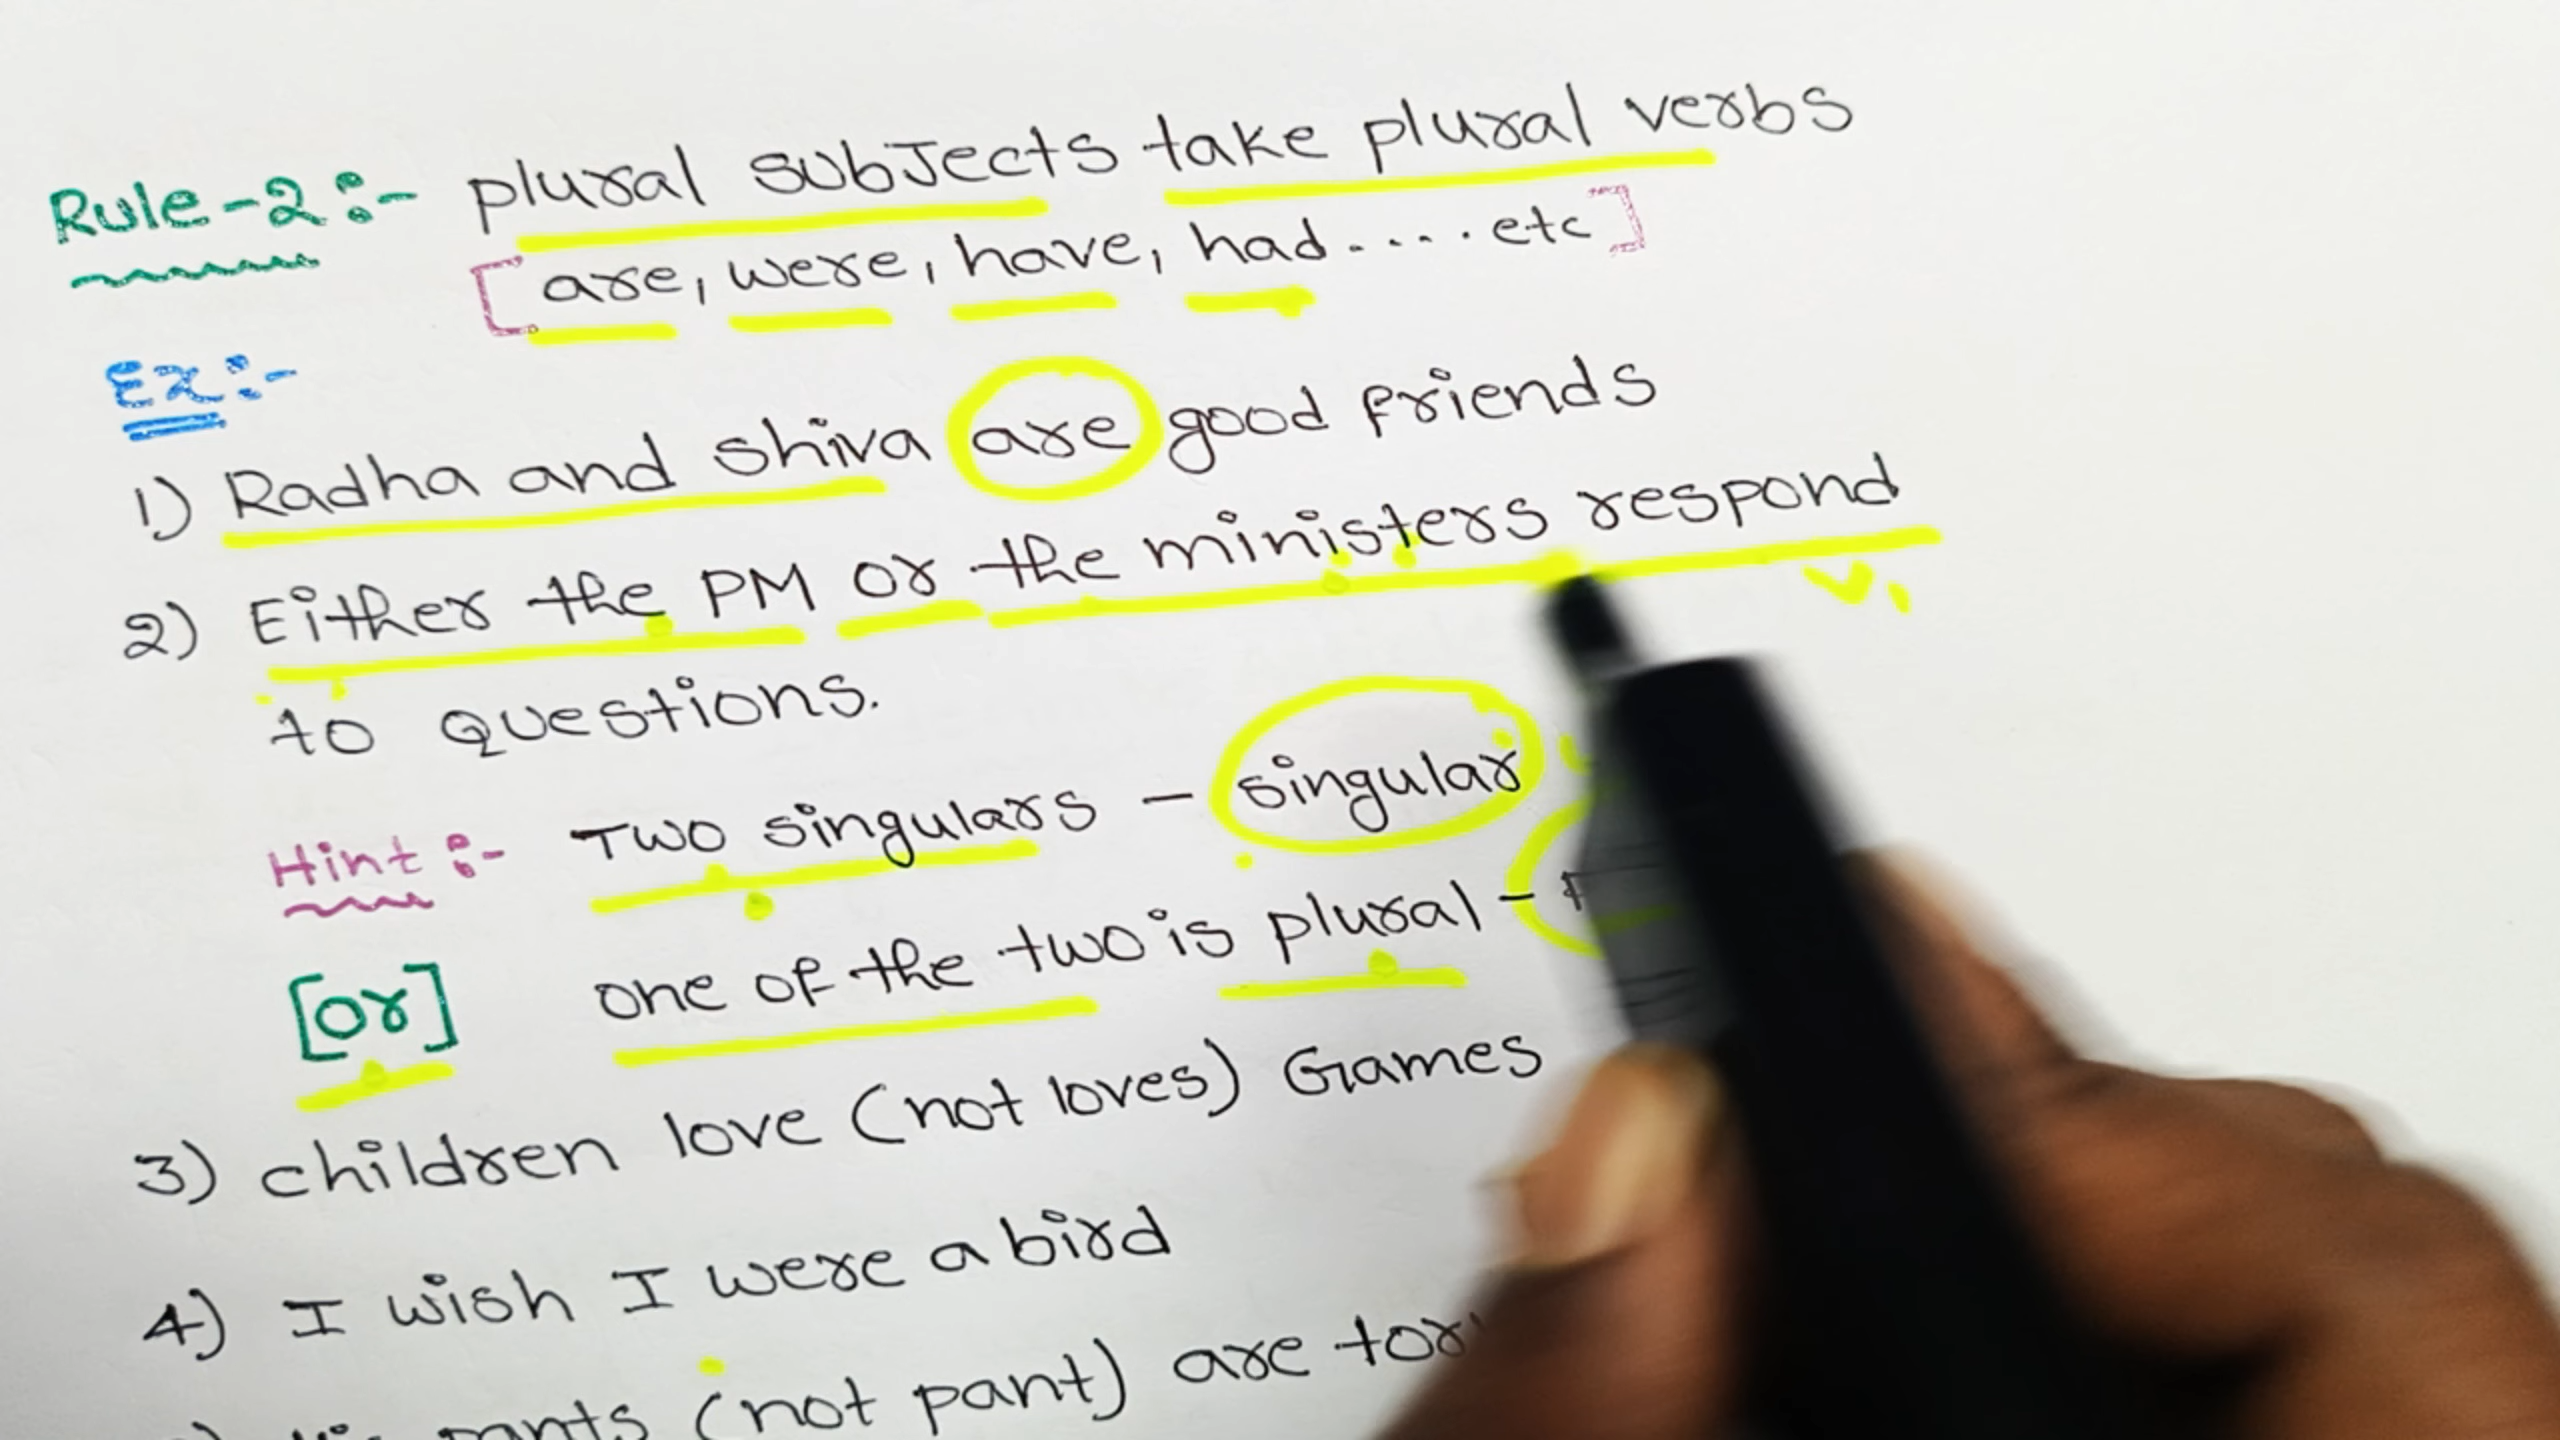 Rule-2:- plural subJects take plural verbs
[are, were, have, had.....etc]
Ex:-
1) Radha and shiva are good friends
2) Either the PM or the ministers respond
to questions.
Hint:- Two singulars - singular
[or] one of the two is plural -
3) children love (not loves) Games
4) I wish I were a bird
(not pant) are